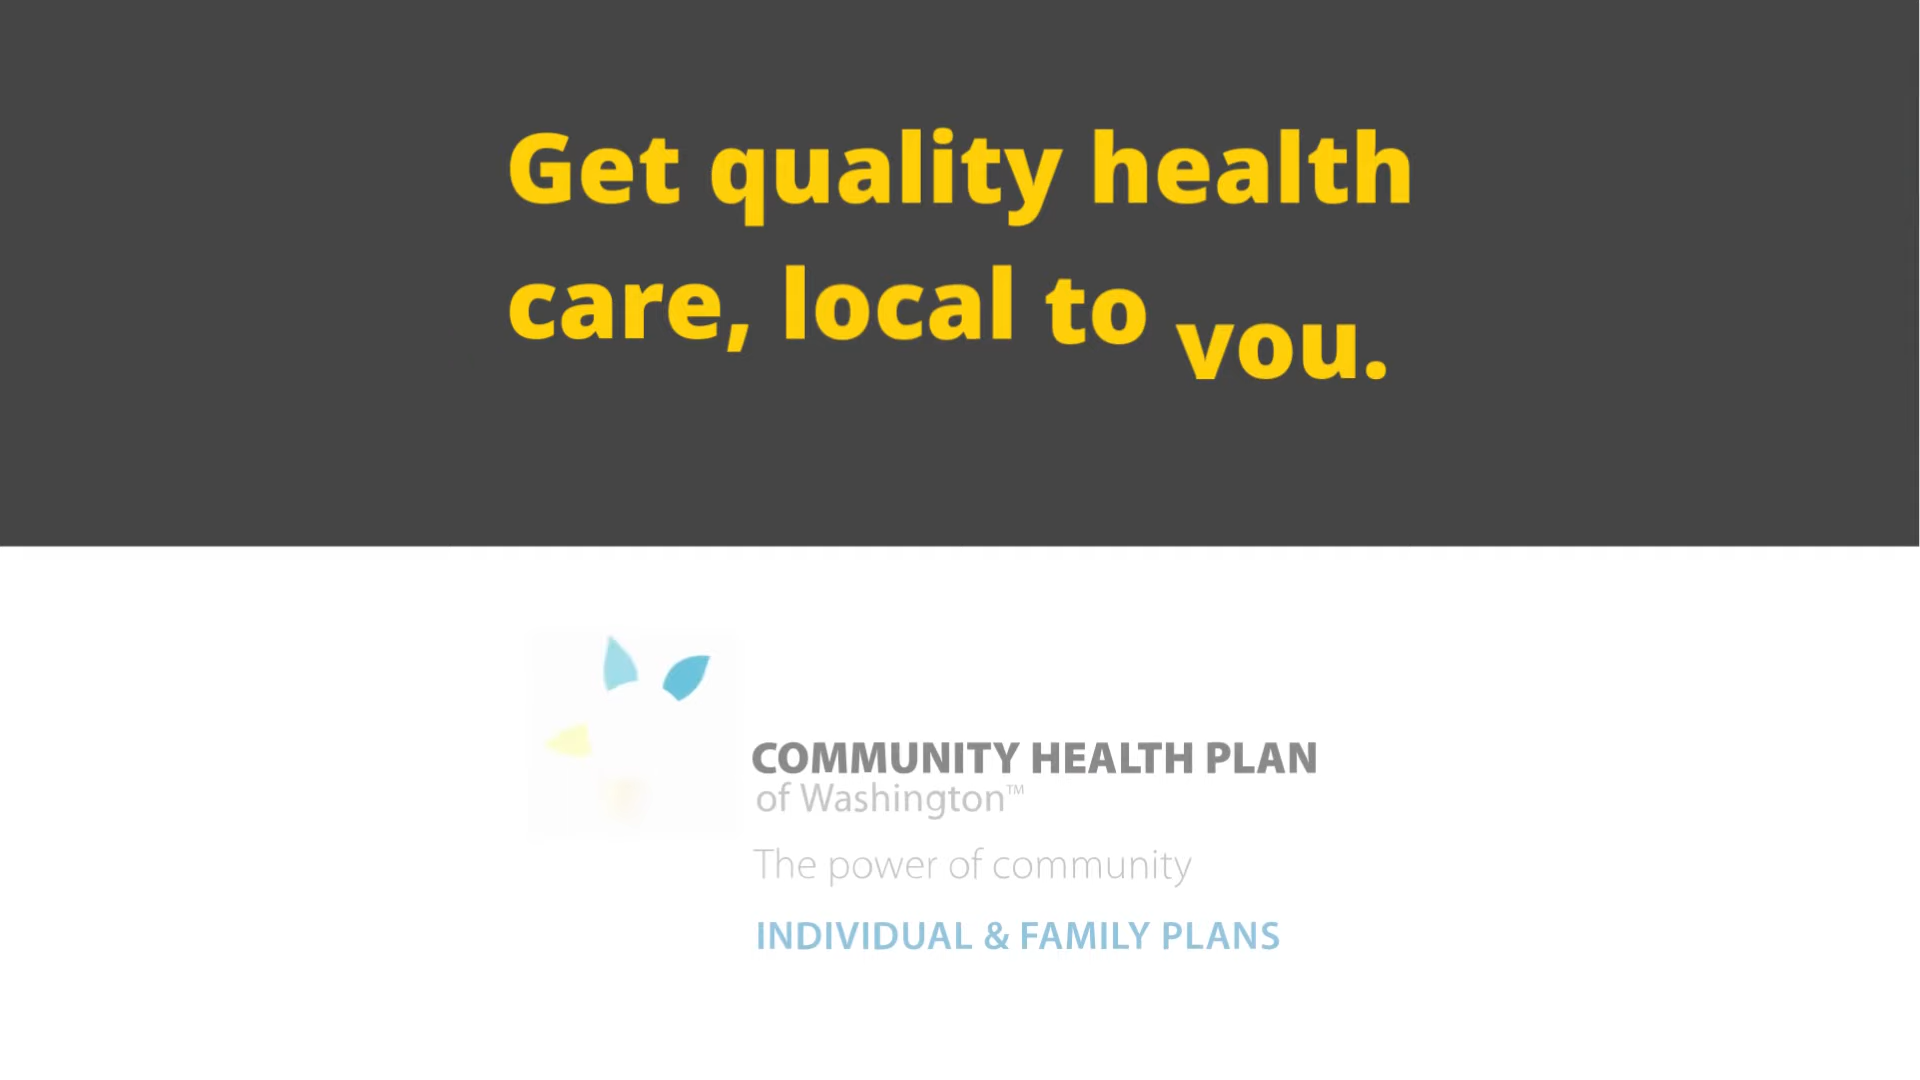 Get quality health
care, local to you.
COMMUNITY HEALTH PLAN
of Washington™
The power of community
INDIVIDUAL & FAMILY PLANS